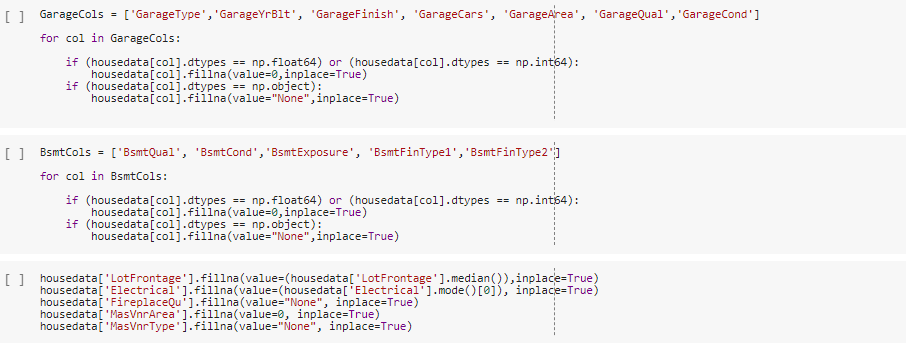 [ ] GarageCols = ['GarageType','GarageYrBlt', 'GarageFinish', 'GarageCars', 'GarageArea', 'GarageQual','GarageCond']
for col in GarageCols:
if (housedata[col].dtypes == np.float64) or (housedata[col].dtypes == np.int64):
housedata[col].fillna(value=0,inplace=True)
if (housedata[col].dtypes == np.object):
housedata[col].fillna(value="None",inplace=True)
[ ] BsmtCols = ['BsmtQual', 'BsmtCond','BsmtExposure', 'BsmtFinType1','BsmtFinType2']
for col in BsmtCols:
if (housedata[col].dtypes == np.float64) or (housedata[col].dtypes == np.int64):
housedata[col].fillna(value=0,inplace=True)
if (housedata[col].dtypes == np.object):
housedata[col].fillna(value="None",inplace=True)
[ ] housedata['LotFrontage'].fillna(value=(housedata['LotFrontage'].median()),inplace=True)
housedata['Electrical'].fillna(value=(housedata['Electrical'].mode()[0]), inplace=True)
housedata['FireplaceQu'].fillna(value="None", inplace=True)
housedata['MasVnrArea'].fillna(value=0, inplace=True)
housedata['MasVnrType'].fillna(value="None", inplace=True)